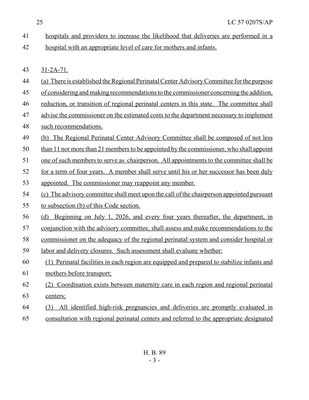 25 LC 57 0207S/AP
41 hospitals and providers to increase the likelihood that deliveries are performed in a
42 hospital with an appropriate level of care for mothers and infants.
43 31-2A-71.
44 (a) There is established the Regional Perinatal Center Advisory Committee for the purpose
45 of considering and making recommendations to the commissioner concerning the addition,
46 reduction, or transition of regional perinatal centers in this state. The committee shall
47 advise the commissioner on the estimated costs to the department necessary to implement
48 such recommendations.
49 (b) The Regional Perinatal Center Advisory Committee shall be composed of not less
50 than 11 nor more than 21 members to be appointed by the commissioner, who shall appoint
51 one of such members to serve as chairperson. All appointments to the committee shall be
52 for a term of four years. A member shall serve until his or her successor has been duly
53 appointed. The commissioner may reappoint any member.
54 (c) The advisory committee shall meet upon the call of the chairperson appointed pursuant
55 to subsection (b) of this Code section.
56 (d) Beginning on July 1, 2026, and every four years thereafter, the department, in
57 conjunction with the advisory committee, shall assess and make recommendations to the
58 commissioner on the adequacy of the regional perinatal system and consider hospital or
59 labor and delivery closures. Such assessment shall evaluate whether:
60 (1) Perinatal facilities in each region are equipped and prepared to stabilize infants and
61 mothers before transport;
62 (2) Coordination exists between maternity care in each region and regional perinatal
63 centers;
64 (3) All identified high-risk pregnancies and deliveries are promptly evaluated in
65 consultation with regional perinatal centers and referred to the appropriate designated
H. B. 89
- 3 -